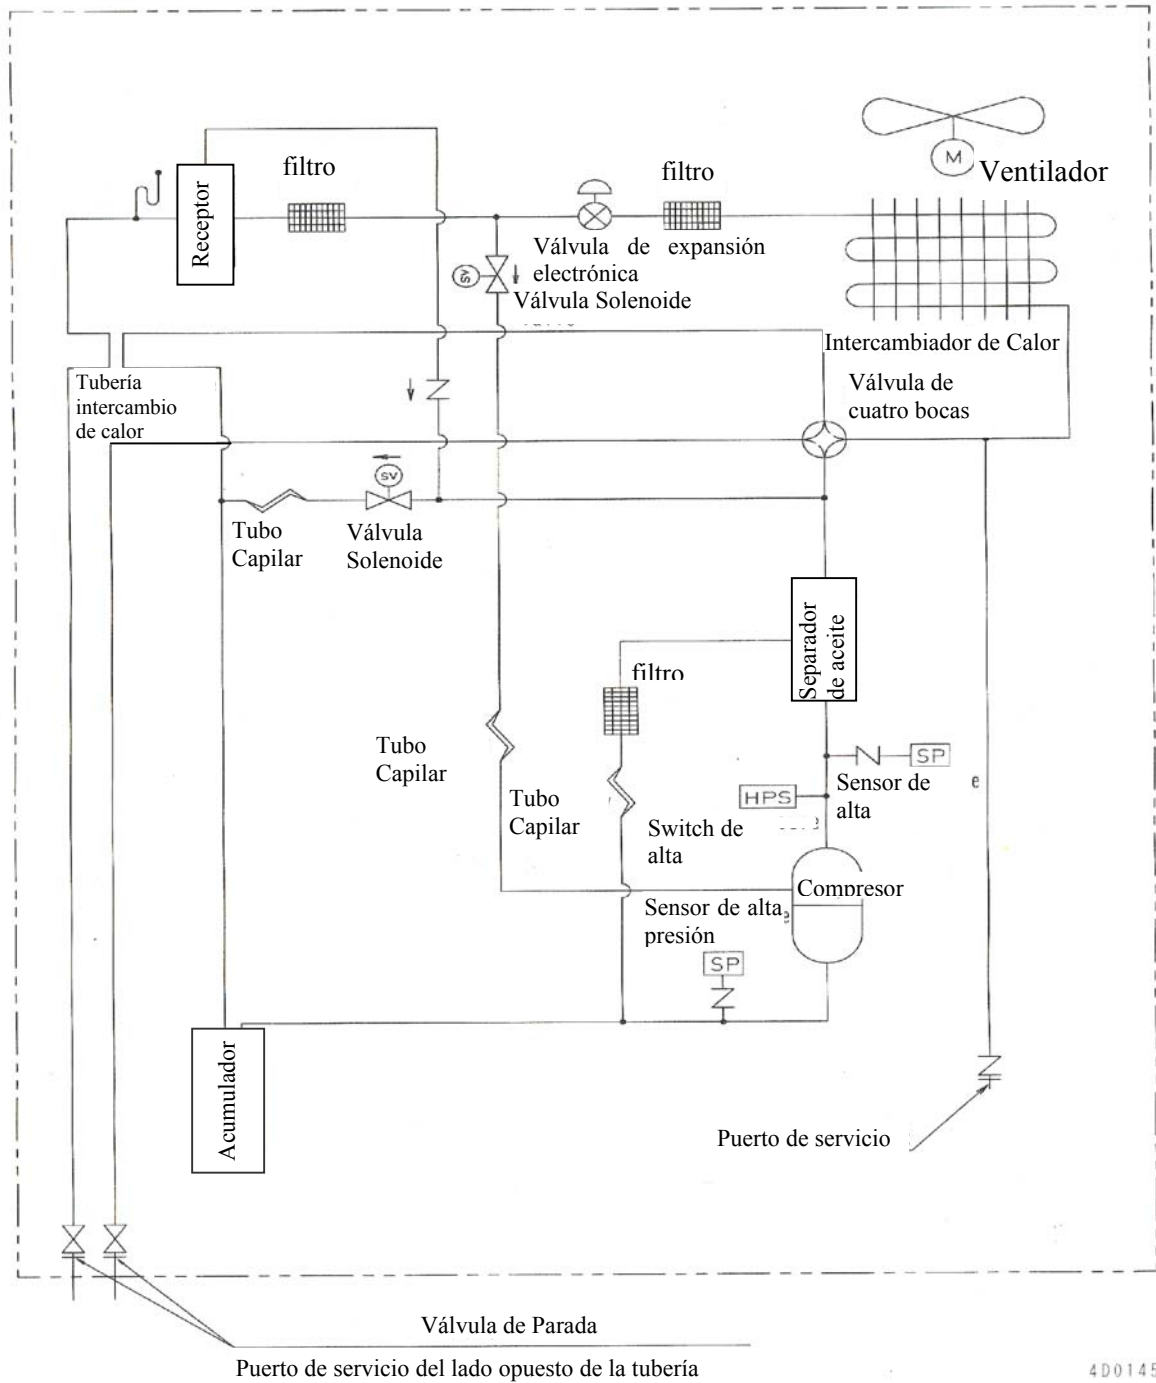 filtro
filtro
M
Ventilador
Receptor
Válvula de expansión
electrónica
SV
Válvula Solenoide
Intercambiador de Calor
Tubería
intercambio
de calor
Válvula de
cuatro bocas
SV
Tubo
Capilar
Válvula
Solenoide
Separador
de aceite
filtro
Tubo
Capilar
SP
Sensor de
alta
e
HPS
Tubo
Capilar
Switch de
alta
Compresor
Sensor de alta
presión
e
SP
Acumulador
Puerto de servicio
Válvula de Parada
Puerto de servicio del lado opuesto de la tubería
4D0145